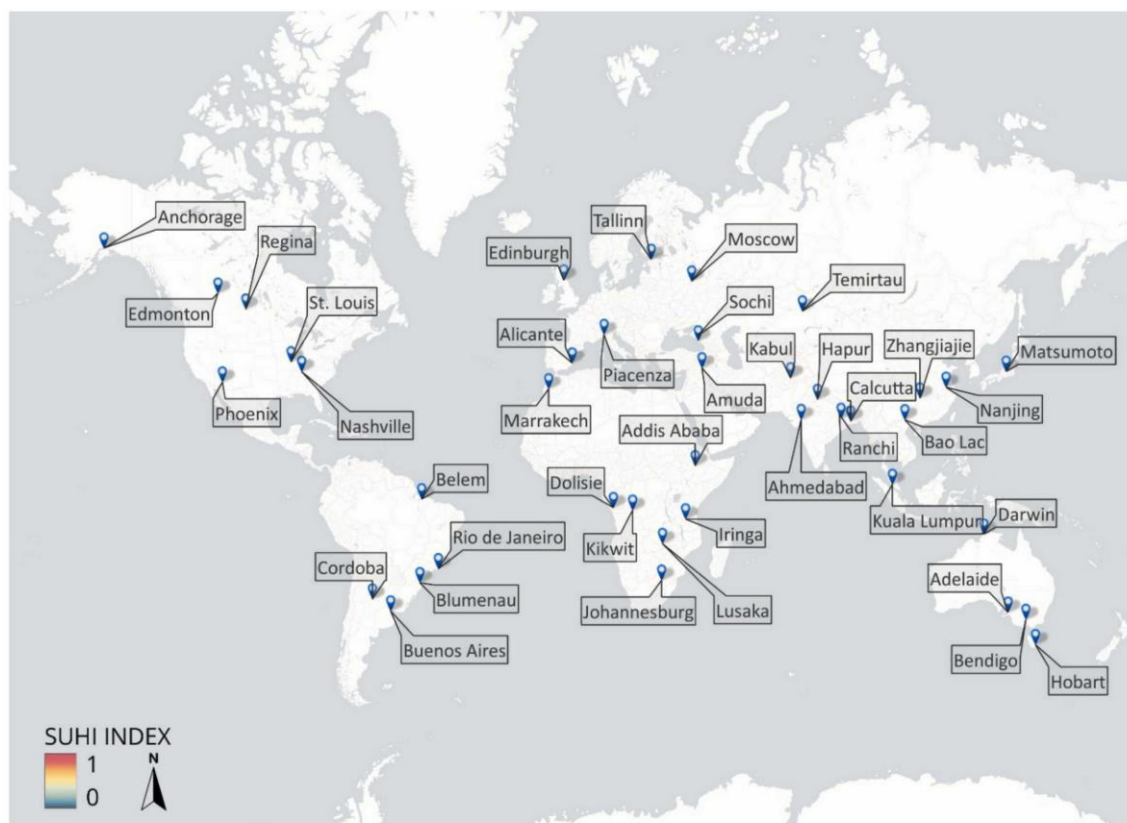 Anchorage
Regina
Tallinn
Moscow
Edinburgh
Edmonton
St. Louis
Temirtau
Sochi
Alicante
Kabul
Hapur
Zhangjiajie
Matsumoto
Phoenix
Nashville
Piacenza
Amuda
Calcutta
Nanjing
Marrakech
Addis Ababa
Ranchi
Bao Lac
Belem
Dolisie
Ahmedabad
Kuala Lumpur
Darwin
Rio de Janeiro
Kikwit
Iringa
Cordoba
Blumenau
Johannesburg
Lusaka
Adelaide
Buenos Aires
Bendigo
Hobart
SUHI INDEX
N
1
0